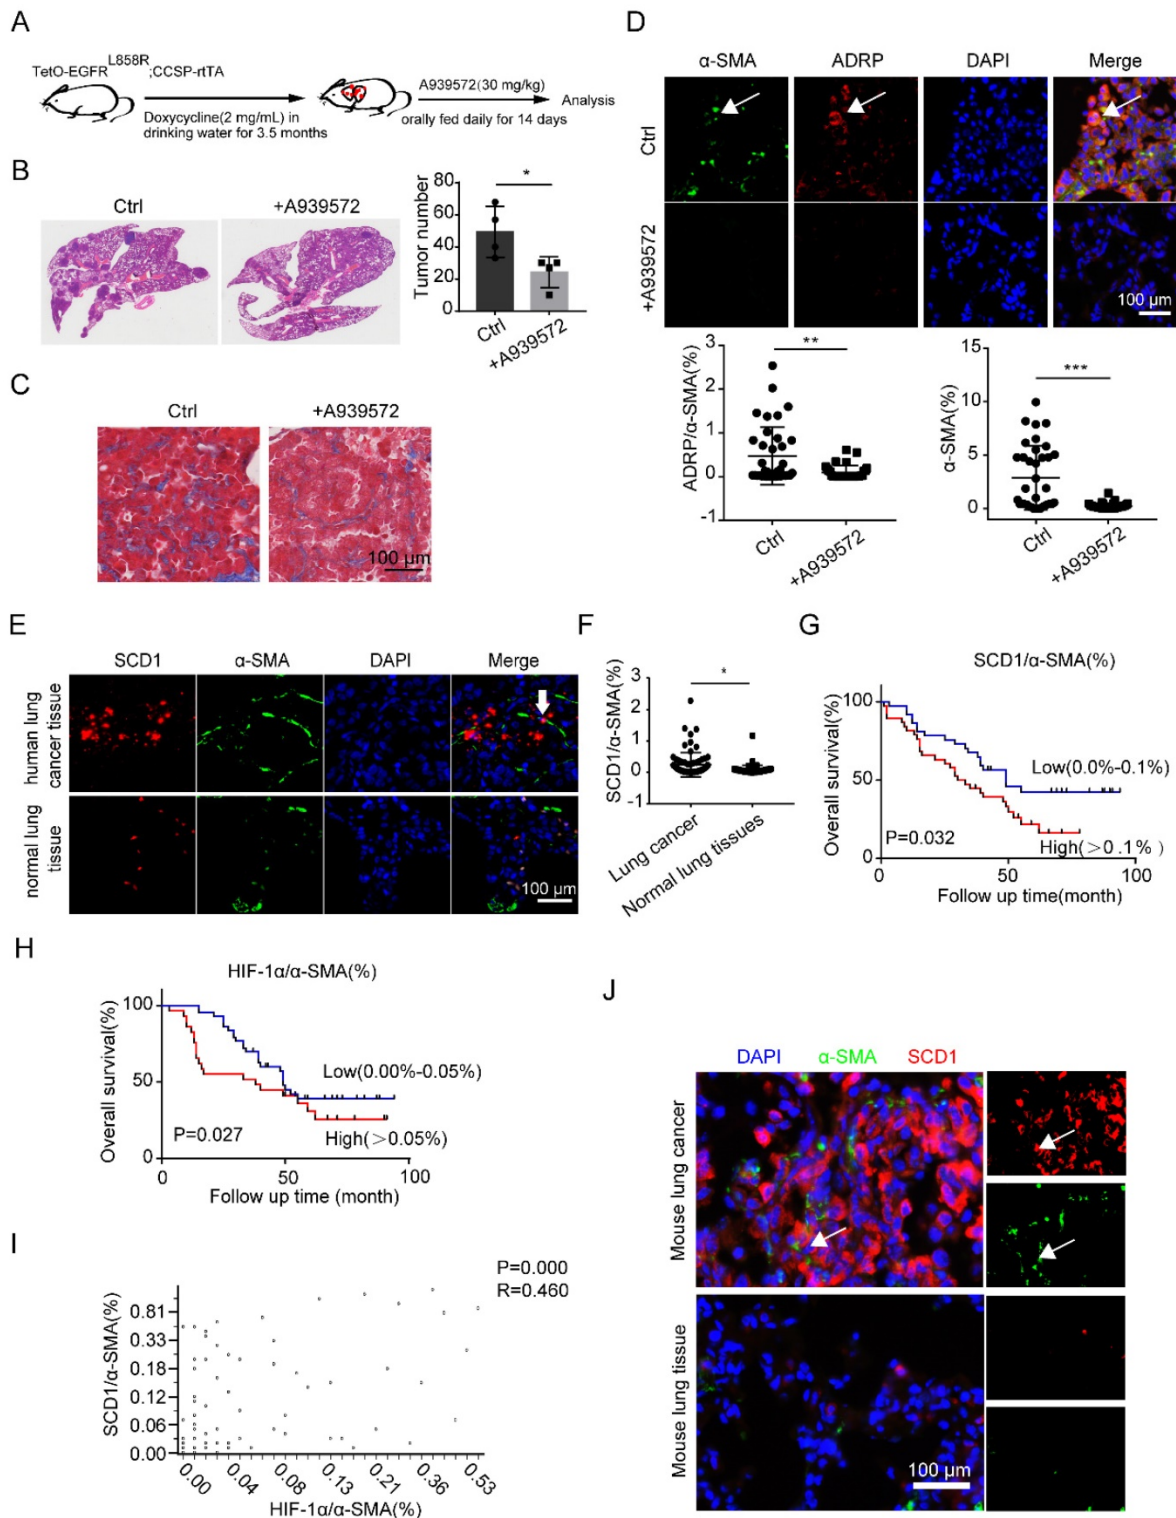 A
TetO-EGFR L858R ;CCSP-rtTA
Doxycycline(2 mg/mL) in
drinking water for 3.5 months
A939572(30 mg/kg)
orally fed daily for 14 days
Analysis
B
Ctrl
+A939572
Tumor number
80
60
40
20
0
*
Ctrl
+A939572
C
Ctrl
+A939572
100 µm
D
α-SMA
ADRP
DAPI
Merge
Ctrl
+A939572
100 µm
ADRP/α-SMA(%)
3
2
1
0
-1
**
Ctrl
+A939572
α-SMA(%)
15
10
5
0
***
Ctrl
+A939572
E
SCD1
α-SMA
DAPI
Merge
human lung
cancer tissue
normal lung
tissue
100 µm
F
SCD1/α-SMA(%)
3
2
1
0
-1
*
Lung cancer
Normal lung tissues
G
SCD1/α-SMA(%)
Overall survival(%)
100
50
0
Low(0.0%-0.1%)
P=0.032
High(>0.1%)
0
50
100
Follow up time(month)
H
HIF-1α/α-SMA(%)
Overall survival(%)
100
50
0
Low(0.00%-0.05%)
P=0.027
High(>0.05%)
0
50
100
Follow up time (month)
I
P=0.000
R=0.460
SCD1/α-SMA(%)
0.81
0.33
0.18
0.12
0.06
0.00
0.00
0.04
0.08
0.13
0.21
0.36
0.53
HIF-1α/α-SMA(%)
J
DAPI
α-SMA
SCD1
Mouse lung cancer
Mouse lung tissue
100 µm